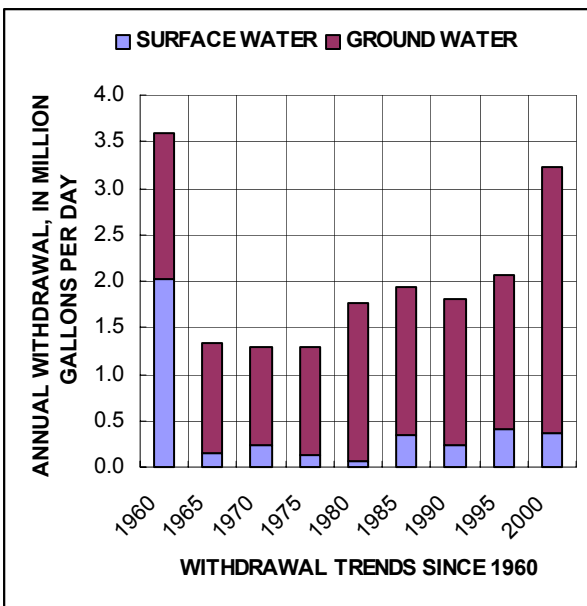 SURFACE WATER GROUND WATER
ANNUAL WITHDRAWAL, IN MILLION
GALLONS PER DAY
4.0
3.5
3.0
2.5
2.0
1.5
1.0
0.5
0.0
1960 1965 1970 1975 1980 1985 1990 1995 2000
WITHDRAWAL TRENDS SINCE 1960